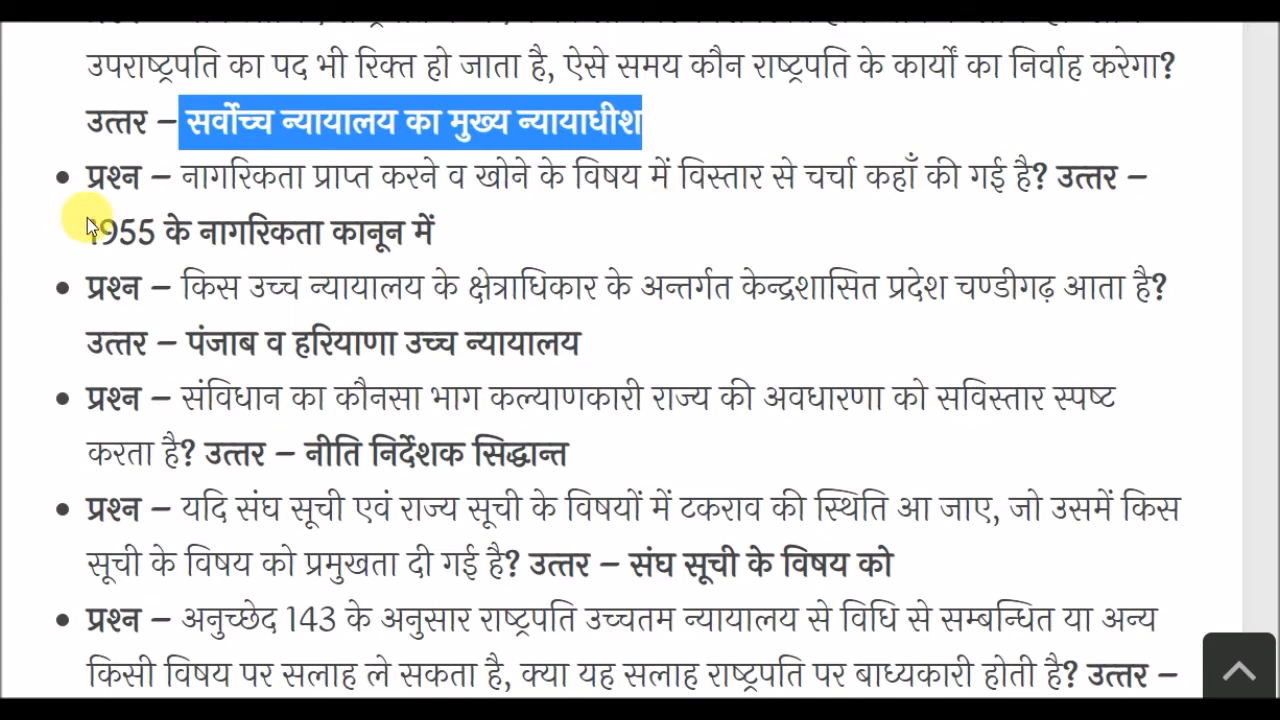 उपराष्ट्रपति का पद भी रिक्त हो जाता है, ऐसे समय कौन राष्ट्रपति के कार्यों का निर्वाह करेगा?
उत्तर – सर्वोच्च न्यायालय का मुख्य न्यायाधीश
• प्रश्न – नागरिकता प्राप्त करने व खोने के विषय में विस्तार से चर्चा कहाँ की गई है? उत्तर –
1955 के नागरिकता कानून में
• प्रश्न – किस उच्च न्यायालय के क्षेत्राधिकार के अन्तर्गत केन्द्रशासित प्रदेश चण्डीगढ़ आता है?
उत्तर – पंजाब व हरियाणा उच्च न्यायालय
• प्रश्न – संविधान का कौनसा भाग कल्याणकारी राज्य की अवधारणा को सविस्तार स्पष्ट
करता है? उत्तर – नीति निर्देशक सिद्धान्त
• प्रश्न – यदि संघ सूची एवं राज्य सूची के विषयों में टकराव की स्थिति आ जाए, जो उसमें किस
सूची के विषय को प्रमुखता दी गई है? उत्तर – संघ सूची के विषय को
• प्रश्न – अनुच्छेद 143 के अनुसार राष्ट्रपति उच्चतम न्यायालय से विधि से सम्बन्धित या अन्य
किसी विषय पर सलाह ले सकता है, क्या यह सलाह राष्ट्रपति पर बाध्यकारी होती है? उत्तर –